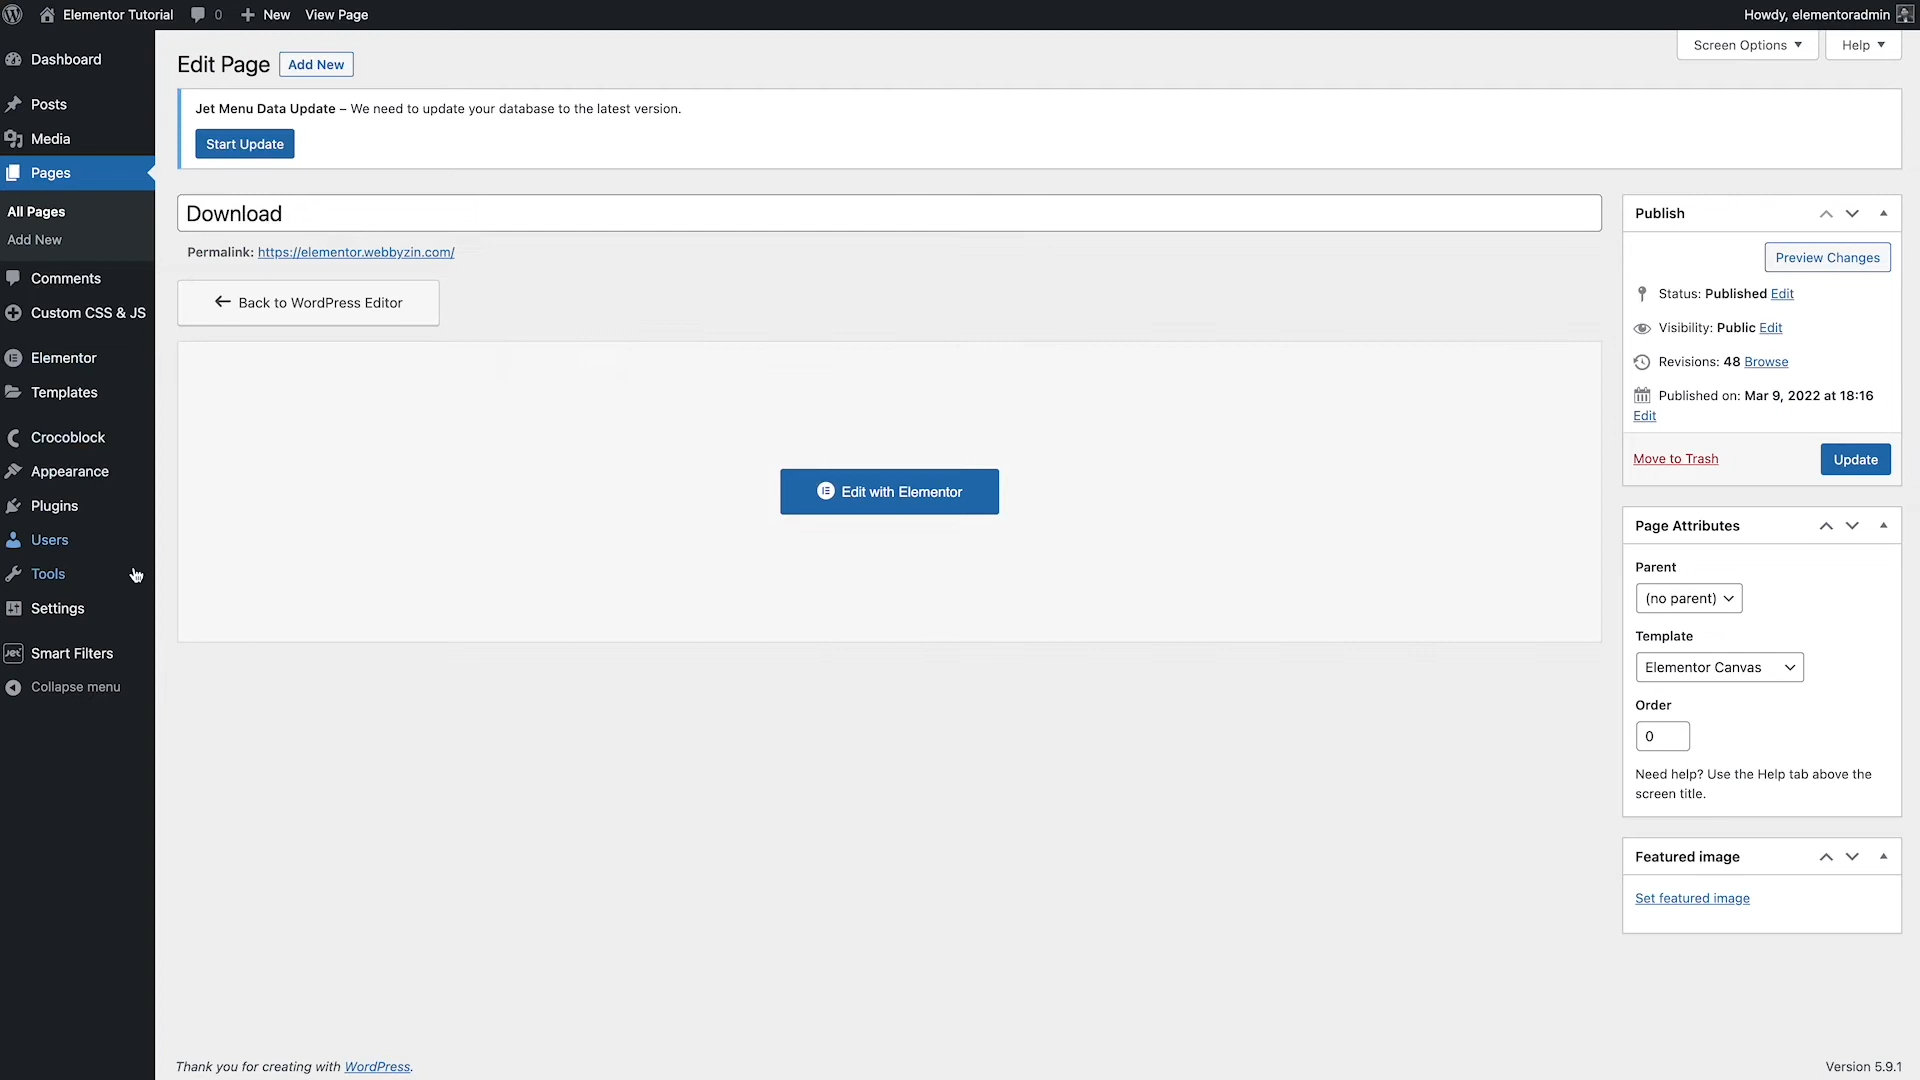 Elementor Tutorial 0 New View Page Howdy, elementoradmin
Screen Options Help
Dashboard
Posts
Media
Pages
All Pages
Add New
Comments
Custom CSS & JS
Elementor
Templates
Crocoblock
Appearance
Plugins
Users
Tools
Settings
Smart Filters
Collapse menu
Edit Page Add New
Jet Menu Data Update – We need to update your database to the latest version.
Start Update
Download
Permalink: https://elementor.webbyzin.com/
← Back to WordPress Editor
Edit with Elementor
Publish
Preview Changes
Status: Published Edit
Visibility: Public Edit
Revisions: 48 Browse
Published on: Mar 9, 2022 at 18:16
Edit
Move to Trash Update
Page Attributes
Parent
(no parent)
Template
Elementor Canvas
Order
0
Need help? Use the Help tab above the
screen title.
Featured image
Set featured image
Thank you for creating with WordPress.
Version 5.9.1